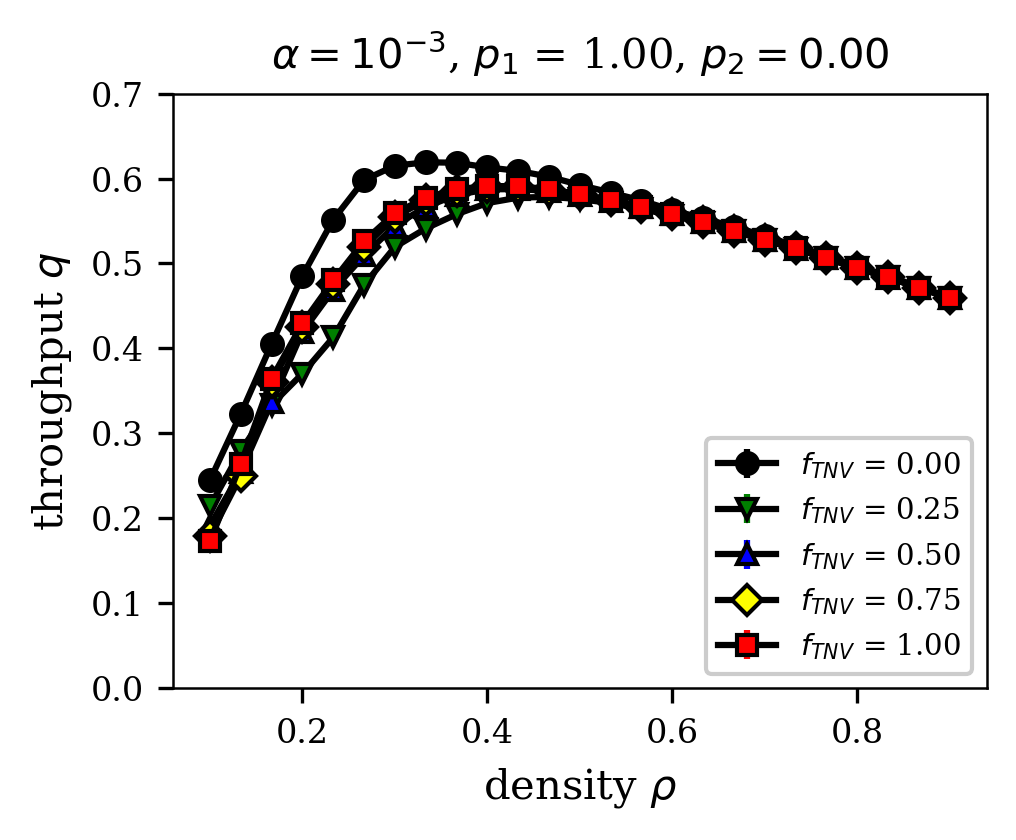 α = 10⁻³, p₁ = 1.00, p₂ = 0.00
throughput q
0.7
0.6
0.5
0.4
0.3
0.2
0.1
0.0
f_TNV = 0.00
f_TNV = 0.25
f_TNV = 0.50
f_TNV = 0.75
f_TNV = 1.00
0.2 0.4 0.6 0.8
density ρ